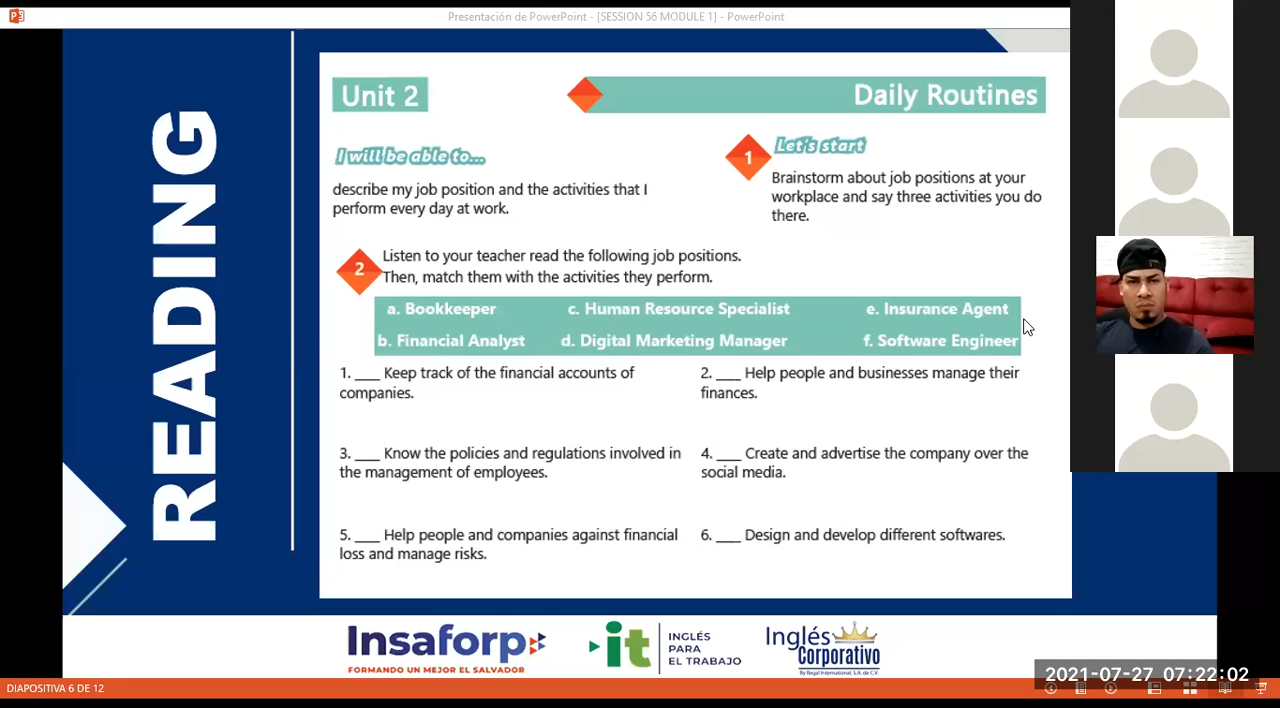 Presentación de PowerPoint - [SESSION 56 MODULE 1] - PowerPoint
READING
Unit 2
Daily Routines
I will be able to...
describe my job position and the activities that I
perform every day at work.
1
Let's start
Brainstorm about job positions at your
workplace and say three activities you do
there.
2
Listen to your teacher read the following job positions.
Then, match them with the activities they perform.
a. Bookkeeper
c. Human Resource Specialist
e. Insurance Agent
b. Financial Analyst
d. Digital Marketing Manager
f. Software Engineer
1. ___ Keep track of the financial accounts of
companies.
2. ___ Help people and businesses manage their
finances.
3. ___ Know the policies and regulations involved in
the management of employees.
4. ___ Create and advertise the company over the
social media.
5. ___ Help people and companies against financial
loss and manage risks.
6. ___ Design and develop different softwares.
Insaforp
FORMANDO UN MEJOR EL SALVADOR
it
INGLÉS
PARA
EL TRABAJO
Inglés
Corporativo
By Regal International, S.A. de C.V.
2021-07-27 07:22:02
DIAPOSITIVA 6 DE 12